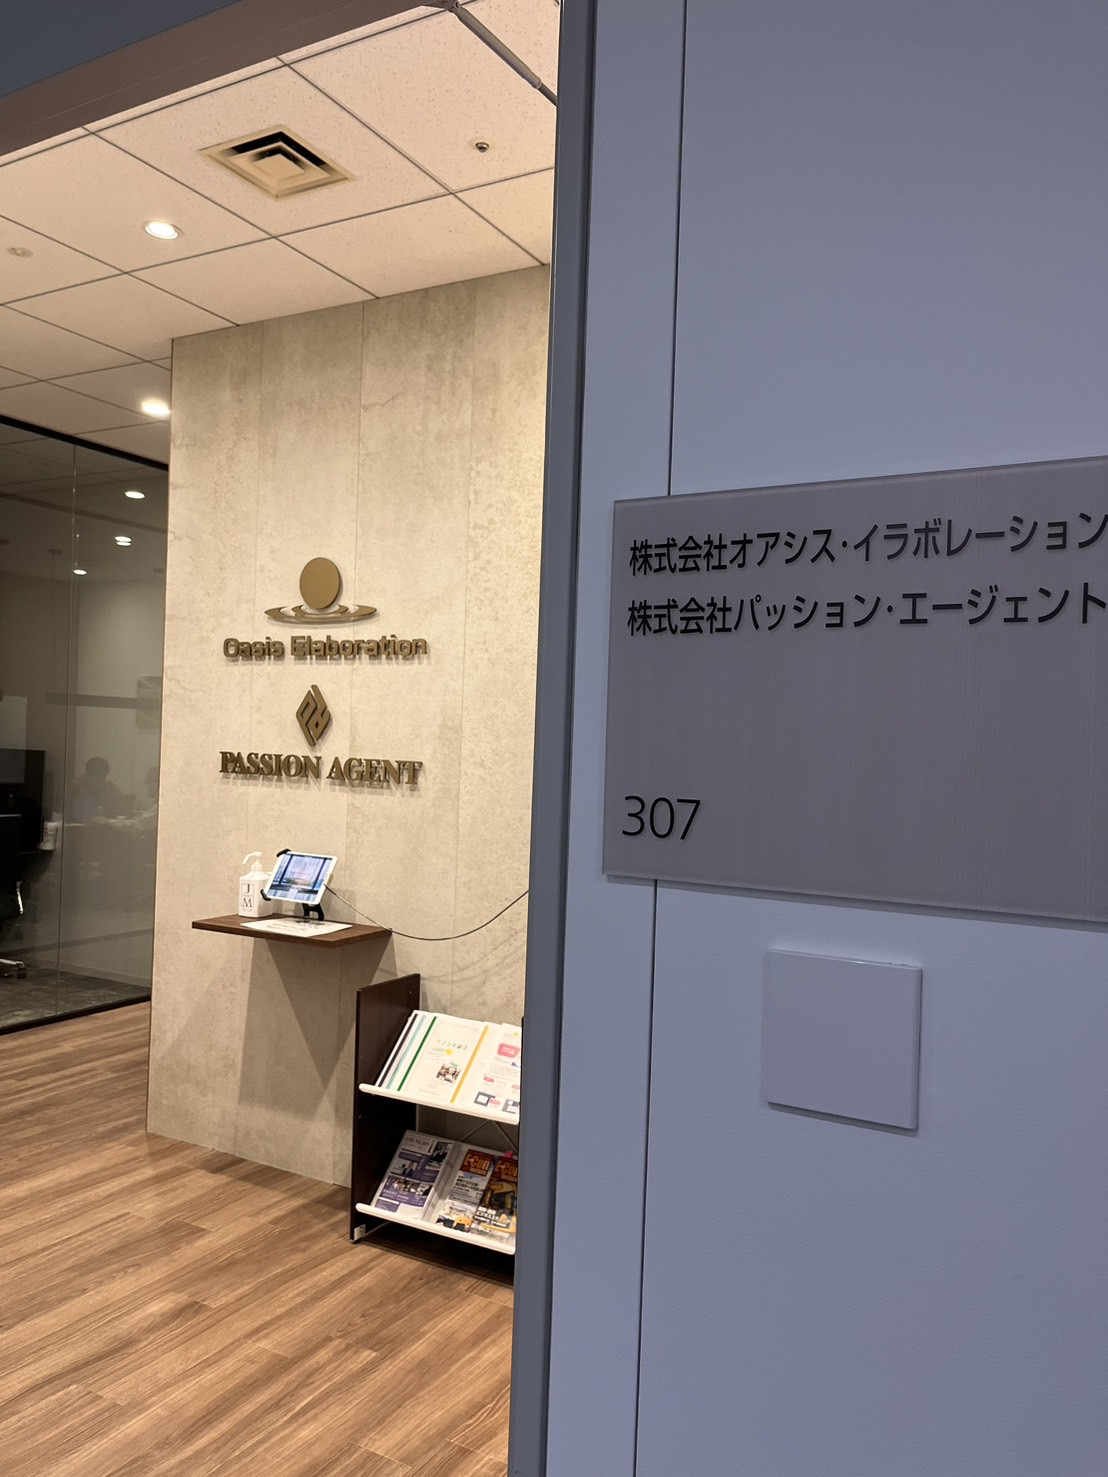 Oasis Elaboration
PASSION AGENT
株式会社オアシス・イラボレーション
株式会社パッション・エージェント
307